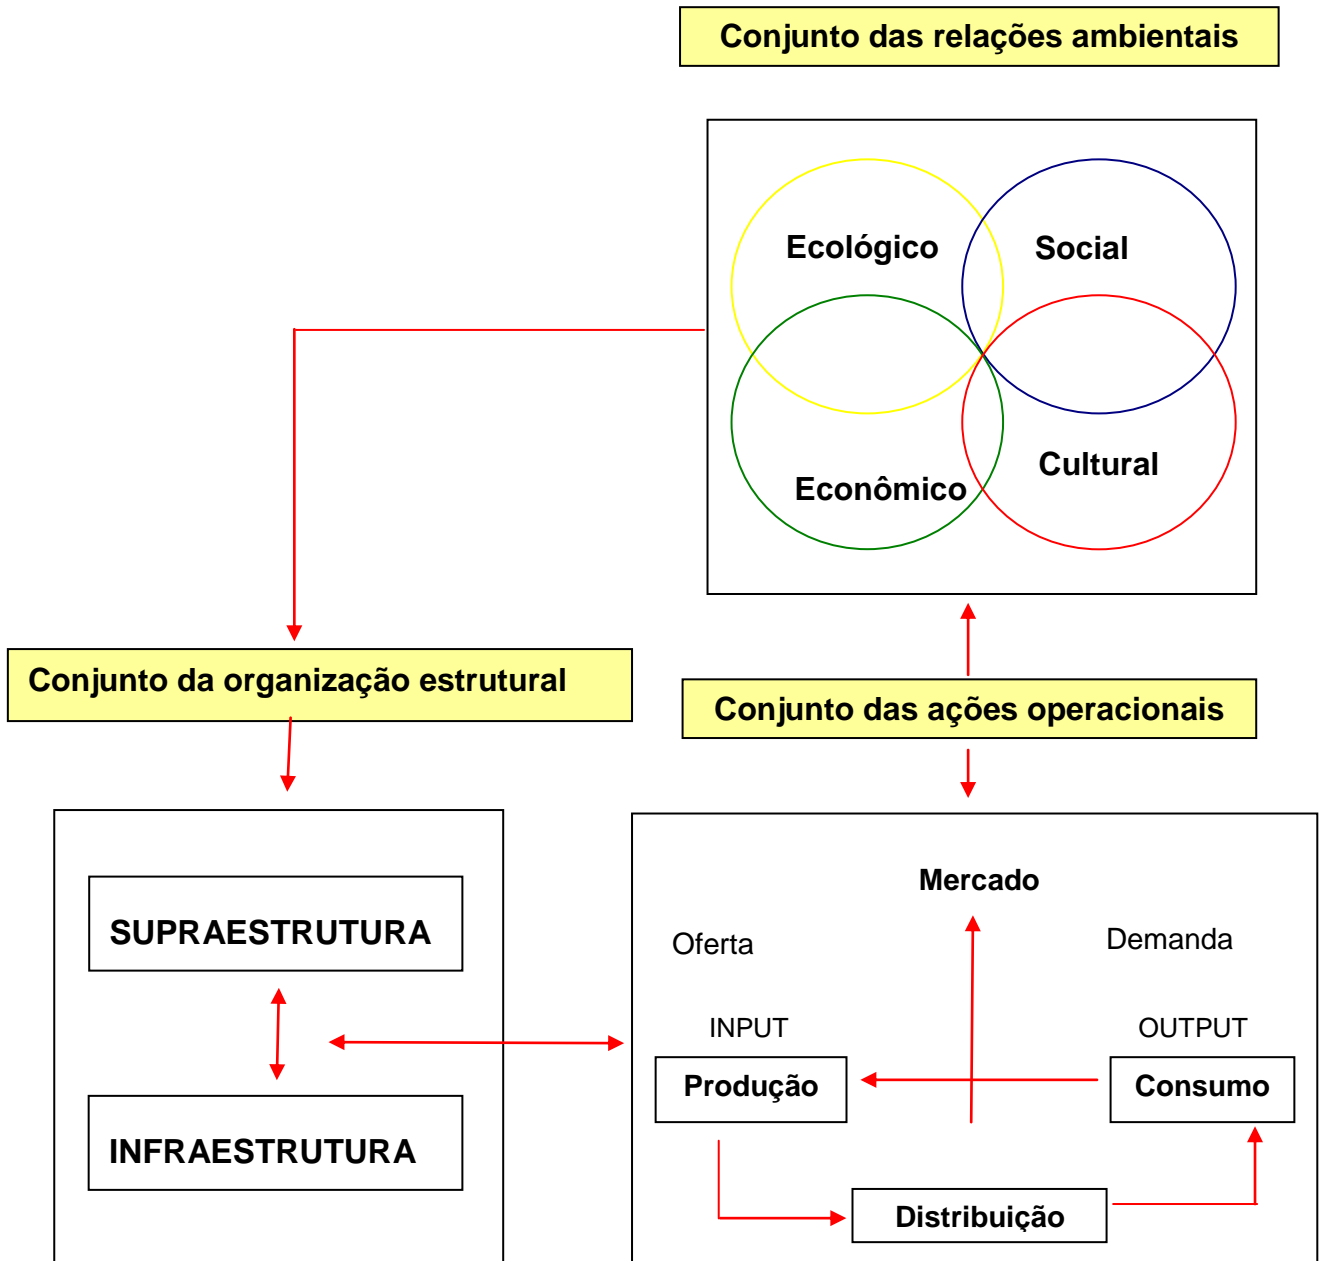 Conjunto das relações ambientais
Ecológico
Social
Econômico
Cultural
Conjunto da organização estrutural
Conjunto das ações operacionais
SUPRAESTRUTURA
INFRAESTRUTURA
Mercado
Oferta
Demanda
INPUT
OUTPUT
Produção
Consumo
Distribuição